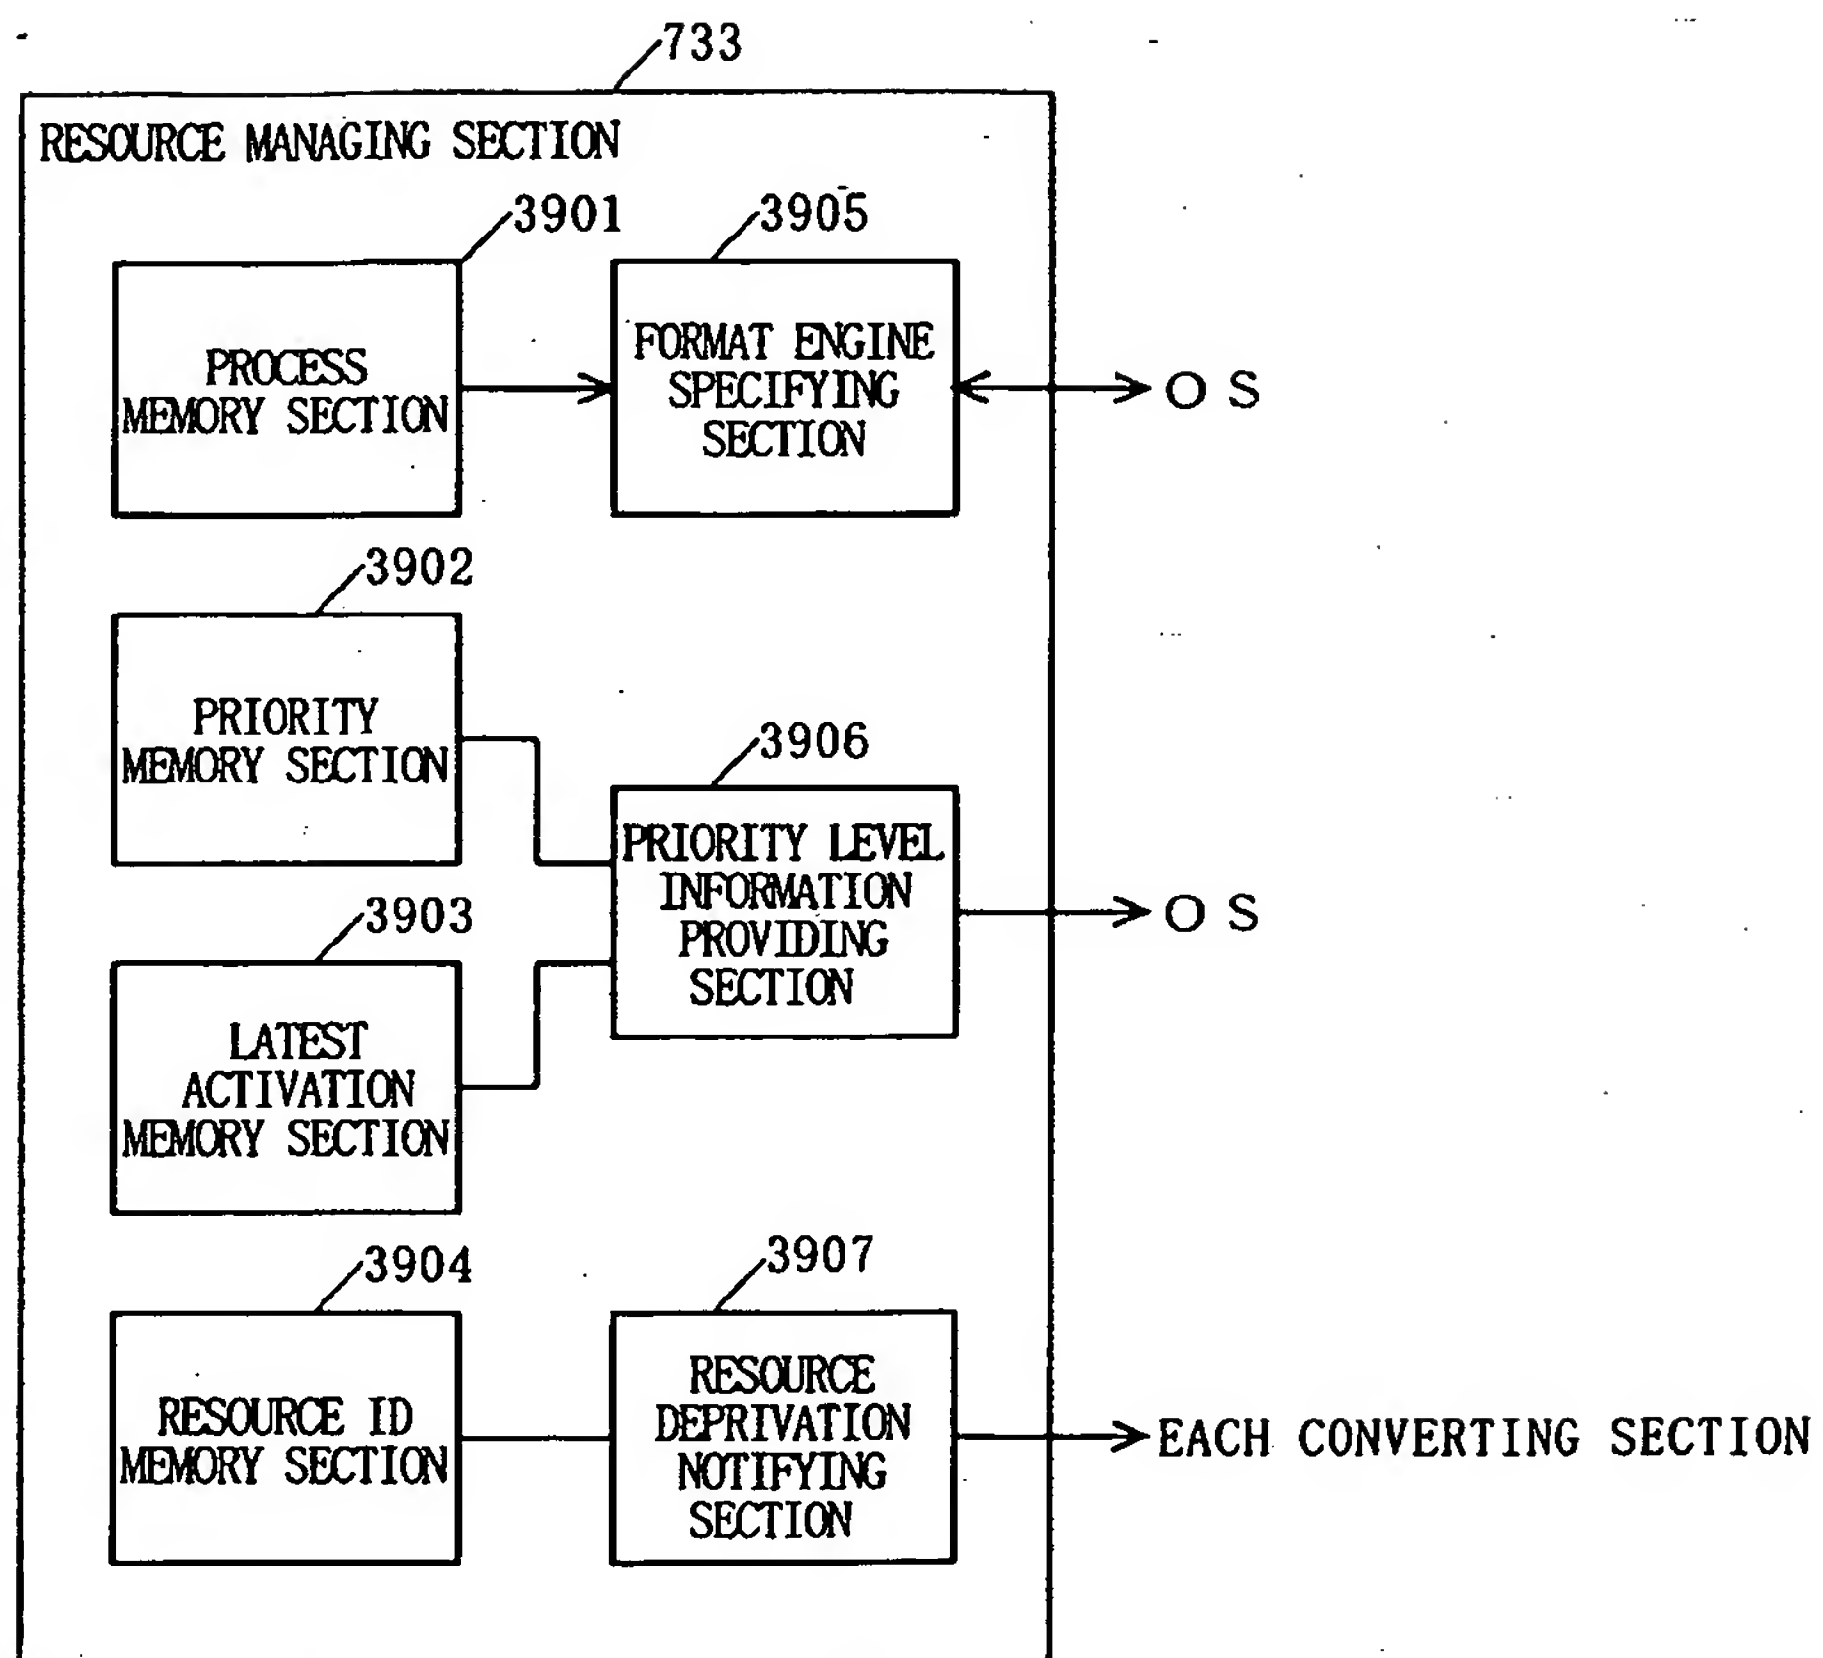 733
RESOURCE MANAGING SECTION
3901
3905
PROCESS
MEMORY SECTION
FORMAT ENGINE
SPECIFYING
SECTION
OS
3902
PRIORITY
MEMORY SECTION
3906
PRIORITY LEVEL
INFORMATION
PROVIDING
SECTION
OS
3903
LATEST
ACTIVATION
MEMORY SECTION
3904
3907
RESOURCE ID
MEMORY SECTION
RESOURCE
DEPRIVATION
NOTIFYING
SECTION
EACH CONVERTING SECTION